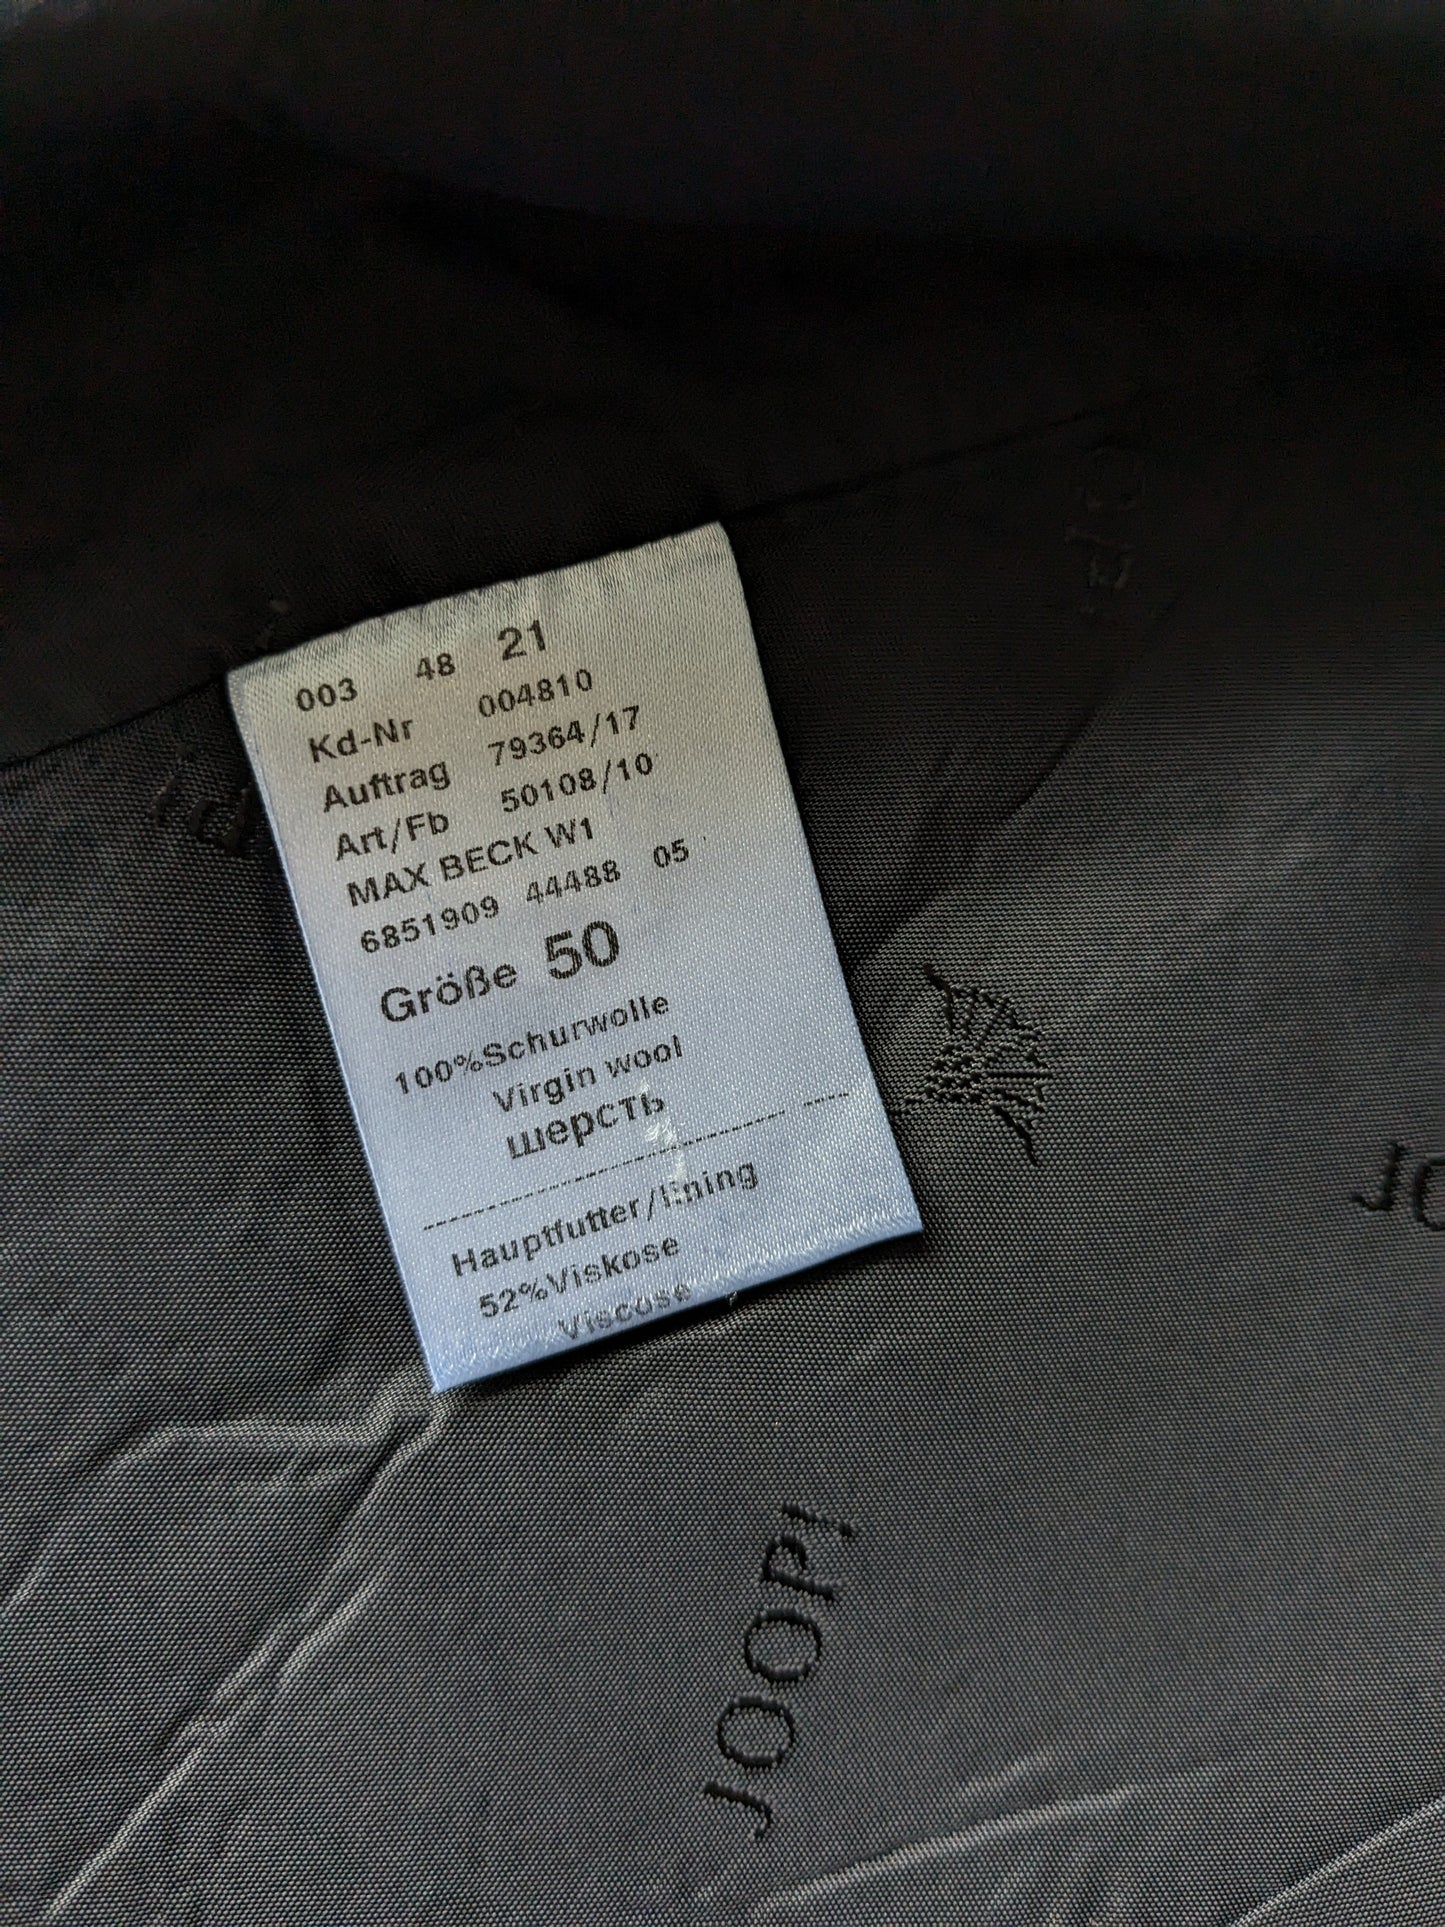 003 48 21
Kd-Nr 004810
Auftrag 79364/17
Art/Fb 50108/10
MAX BECK W1
6851909 44488 05
Größe 50
100%Schurwolle
Virgin wool
шерсть
Hauptfutter/lining
52%Viskose
Viscose
JO
JOOP!